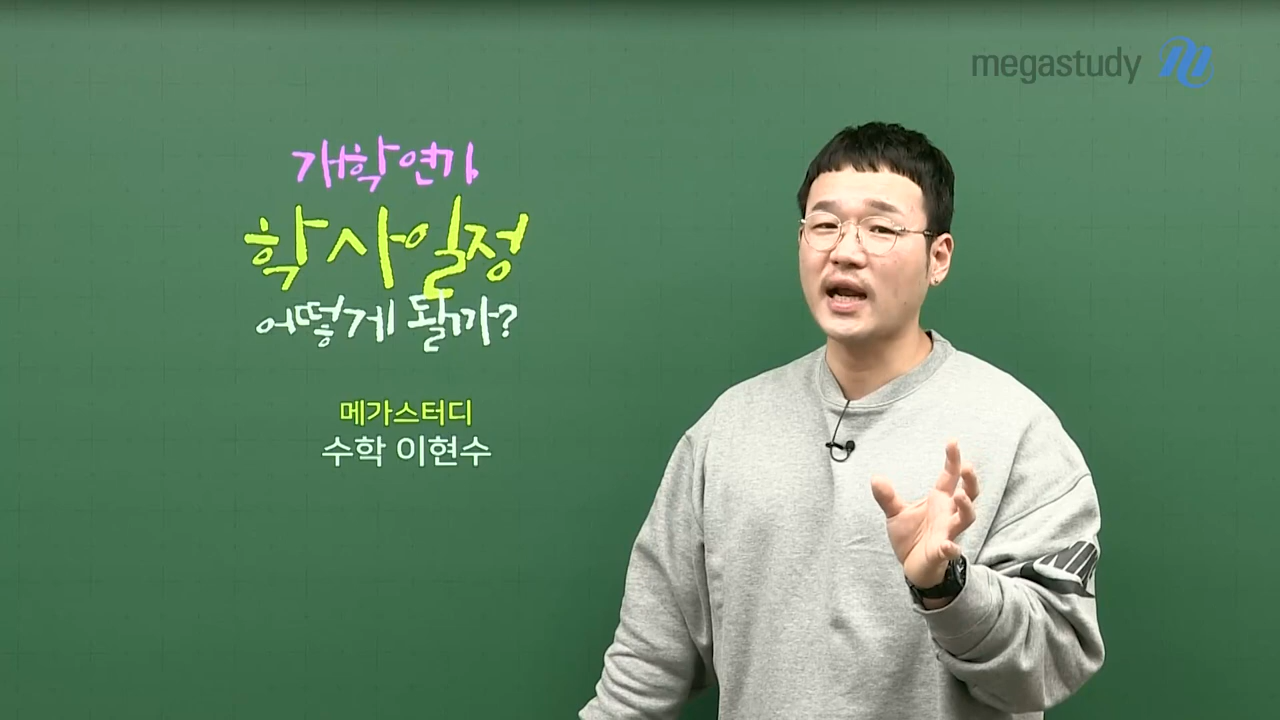 megastudy
개학연기,
학사일정
어떻게 될까?
메가스터디
수학 이현수